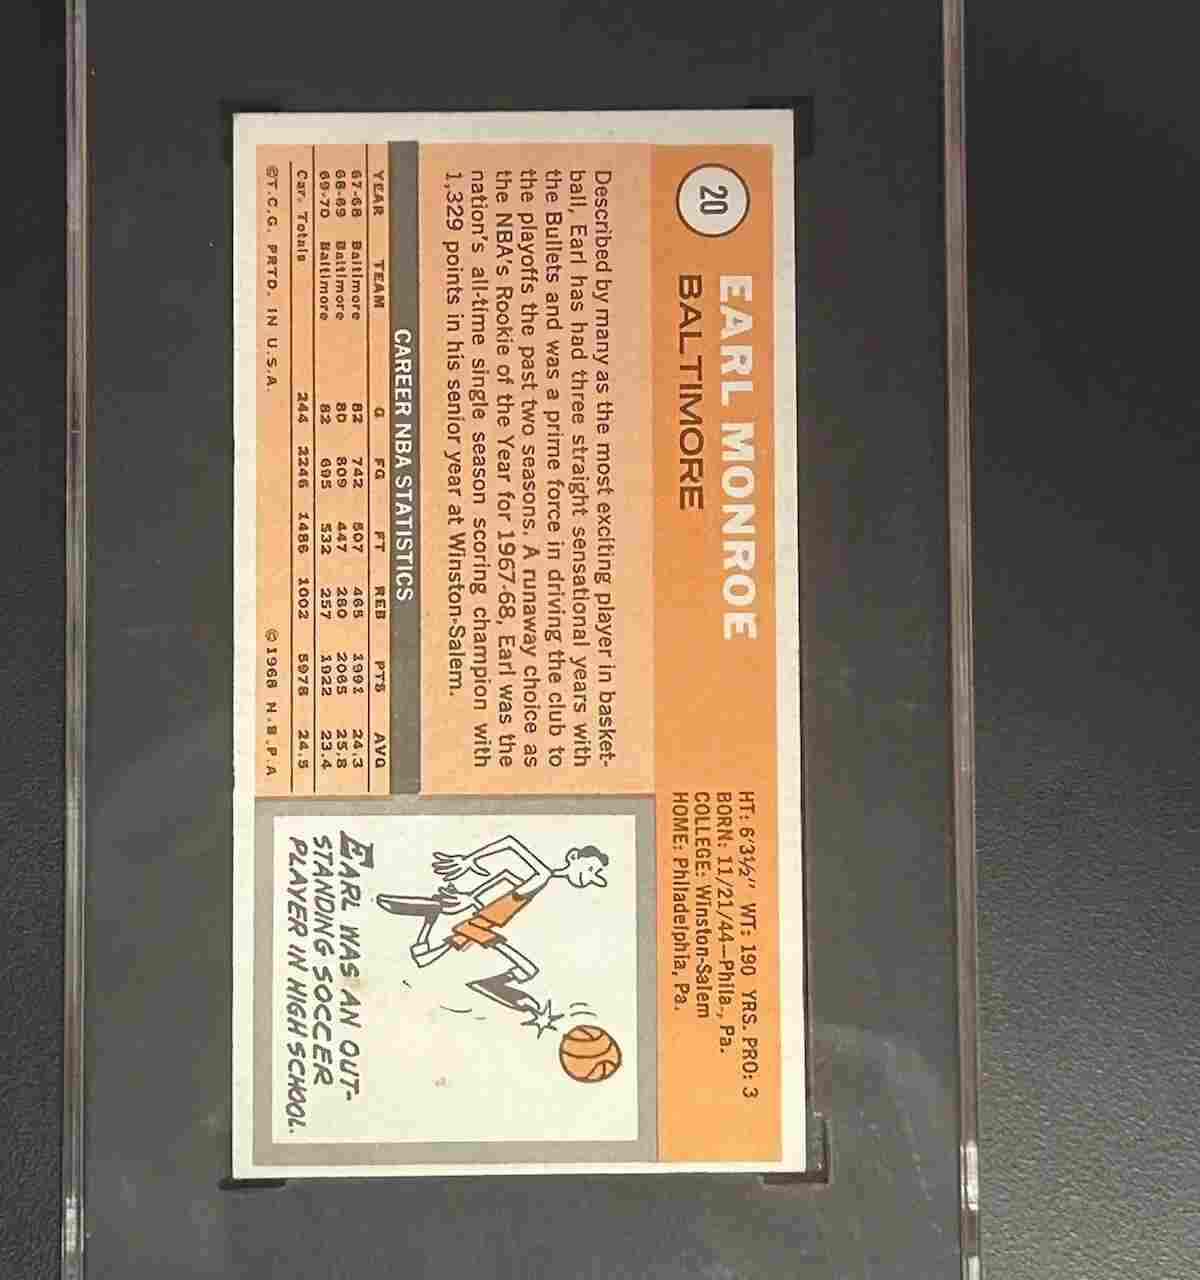 20
EARL MONROE
BALTIMORE
HT: 6'3½" WT: 190 YRS. PRO: 3
BORN: 11/21/44—Phila., Pa.
COLLEGE: Winston-Salem
HOME: Philadelphia, Pa.
Described by many as the most exciting player in basket-
ball, Earl has had three straight sensational years with
the Bullets and was a prime force in driving the club to
the playoffs the past two seasons. A runaway choice as
the NBA's Rookie of the Year for 1967-68, Earl was the
nation's all-time single season scoring champion with
1,329 points in his senior year at Winston-Salem.
CAREER NBA STATISTICS
YEAR TEAM G FG FT REB PTS AVG
67-68 Baltimore 82 742 507 465 1991 24.3
68-69 Baltimore 80 809 447 280 2065 25.8
69-70 Baltimore 82 695 532 257 1922 23.4
Car. Totals 244 2246 1486 1002 5978 24.5
©T.C.G. PRTD. IN U.S.A. ©1968 N.B.P.A
EARL WAS AN OUT-
STANDING SOCCER
PLAYER IN HIGH SCHOOL.